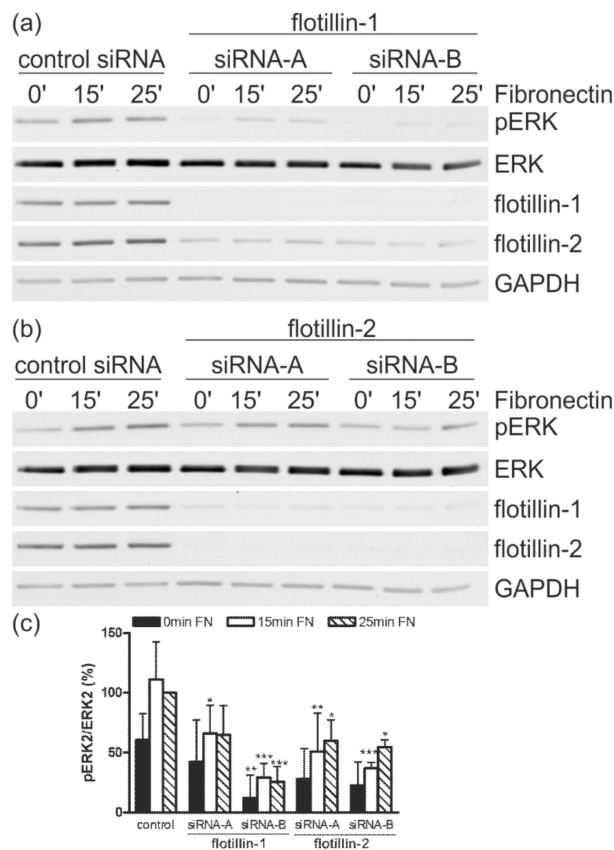 (a)
flotillin-1
control siRNA siRNA-A siRNA-B
0' 15' 25' 0' 15' 25' 0' 15' 25' Fibronectin
pERK
ERK
flotillin-1
flotillin-2
GAPDH
(b)
flotillin-2
control siRNA siRNA-A siRNA-B
0' 15' 25' 0' 15' 25' 0' 15' 25' Fibronectin
pERK
ERK
flotillin-1
flotillin-2
GAPDH
(c)
0min FN 15min FN 25min FN
pERK2/ERK2 (%)
150
100
50
0
* ** *** *** ** * *** *
control siRNA-A siRNA-B siRNA-A siRNA-B
flotillin-1 flotillin-2